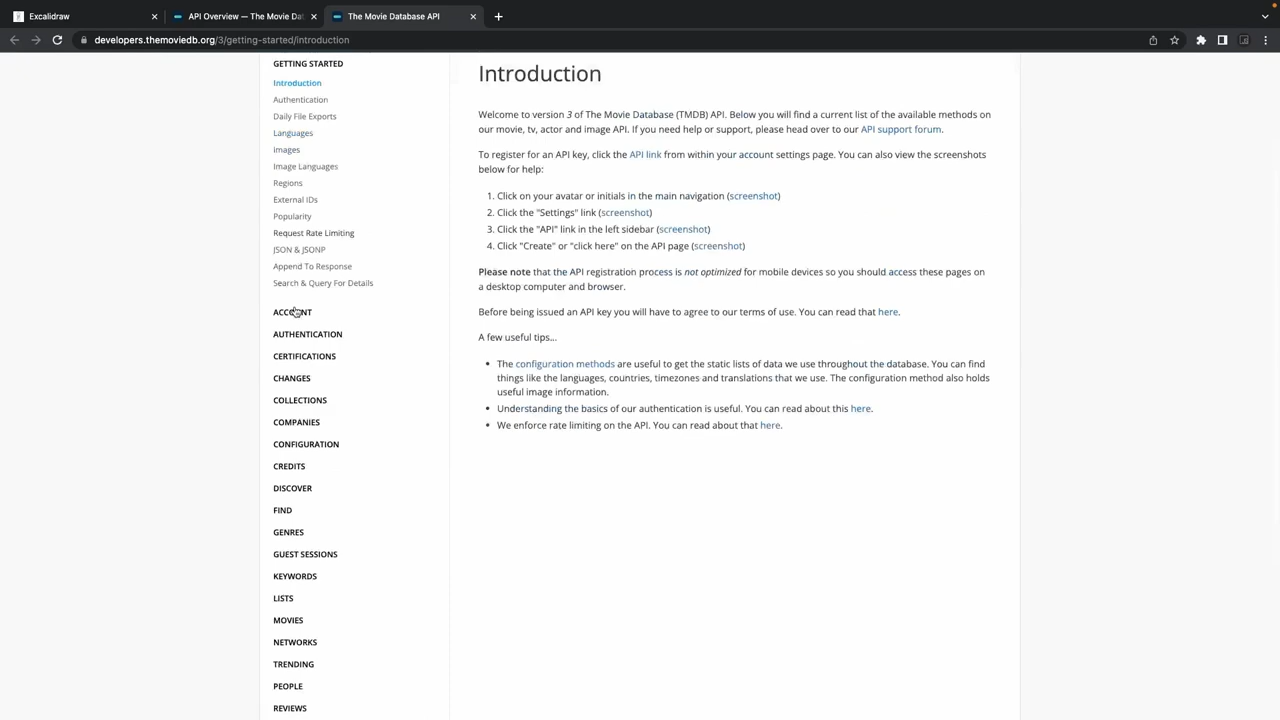 Excalidraw
API Overview — The Movie Dat
The Movie Database API
developers.themoviedb.org/3/getting-started/introduction
GETTING STARTED
Introduction
Authentication
Daily File Exports
Languages
Images
Image Languages
Regions
External IDs
Popularity
Request Rate Limiting
JSON & JSONP
Append To Response
Search & Query For Details
ACCOUNT
AUTHENTICATION
CERTIFICATIONS
CHANGES
COLLECTIONS
COMPANIES
CONFIGURATION
CREDITS
DISCOVER
FIND
GENRES
GUEST SESSIONS
KEYWORDS
LISTS
MOVIES
NETWORKS
TRENDING
PEOPLE
REVIEWS
Introduction
Welcome to version 3 of The Movie Database (TMDB) API. Below you will find a current list of the available methods on
our movie, tv, actor and image API. If you need help or support, please head over to our API support forum.
To register for an API key, click the API link from within your account settings page. You can also view the screenshots
below for help:
1. Click on your avatar or initials in the main navigation (screenshot)
2. Click the "Settings" link (screenshot)
3. Click the "API" link in the left sidebar (screenshot)
4. Click "Create" or "click here" on the API page (screenshot)
Please note that the API registration process is not optimized for mobile devices so you should access these pages on
a desktop computer and browser.
Before being issued an API key you will have to agree to our terms of use. You can read that here.
A few useful tips...
• The configuration methods are useful to get the static lists of data we use throughout the database. You can find
things like the languages, countries, timezones and translations that we use. The configuration method also holds
useful image information.
• Understanding the basics of our authentication is useful. You can read about this here.
• We enforce rate limiting on the API. You can read about that here.